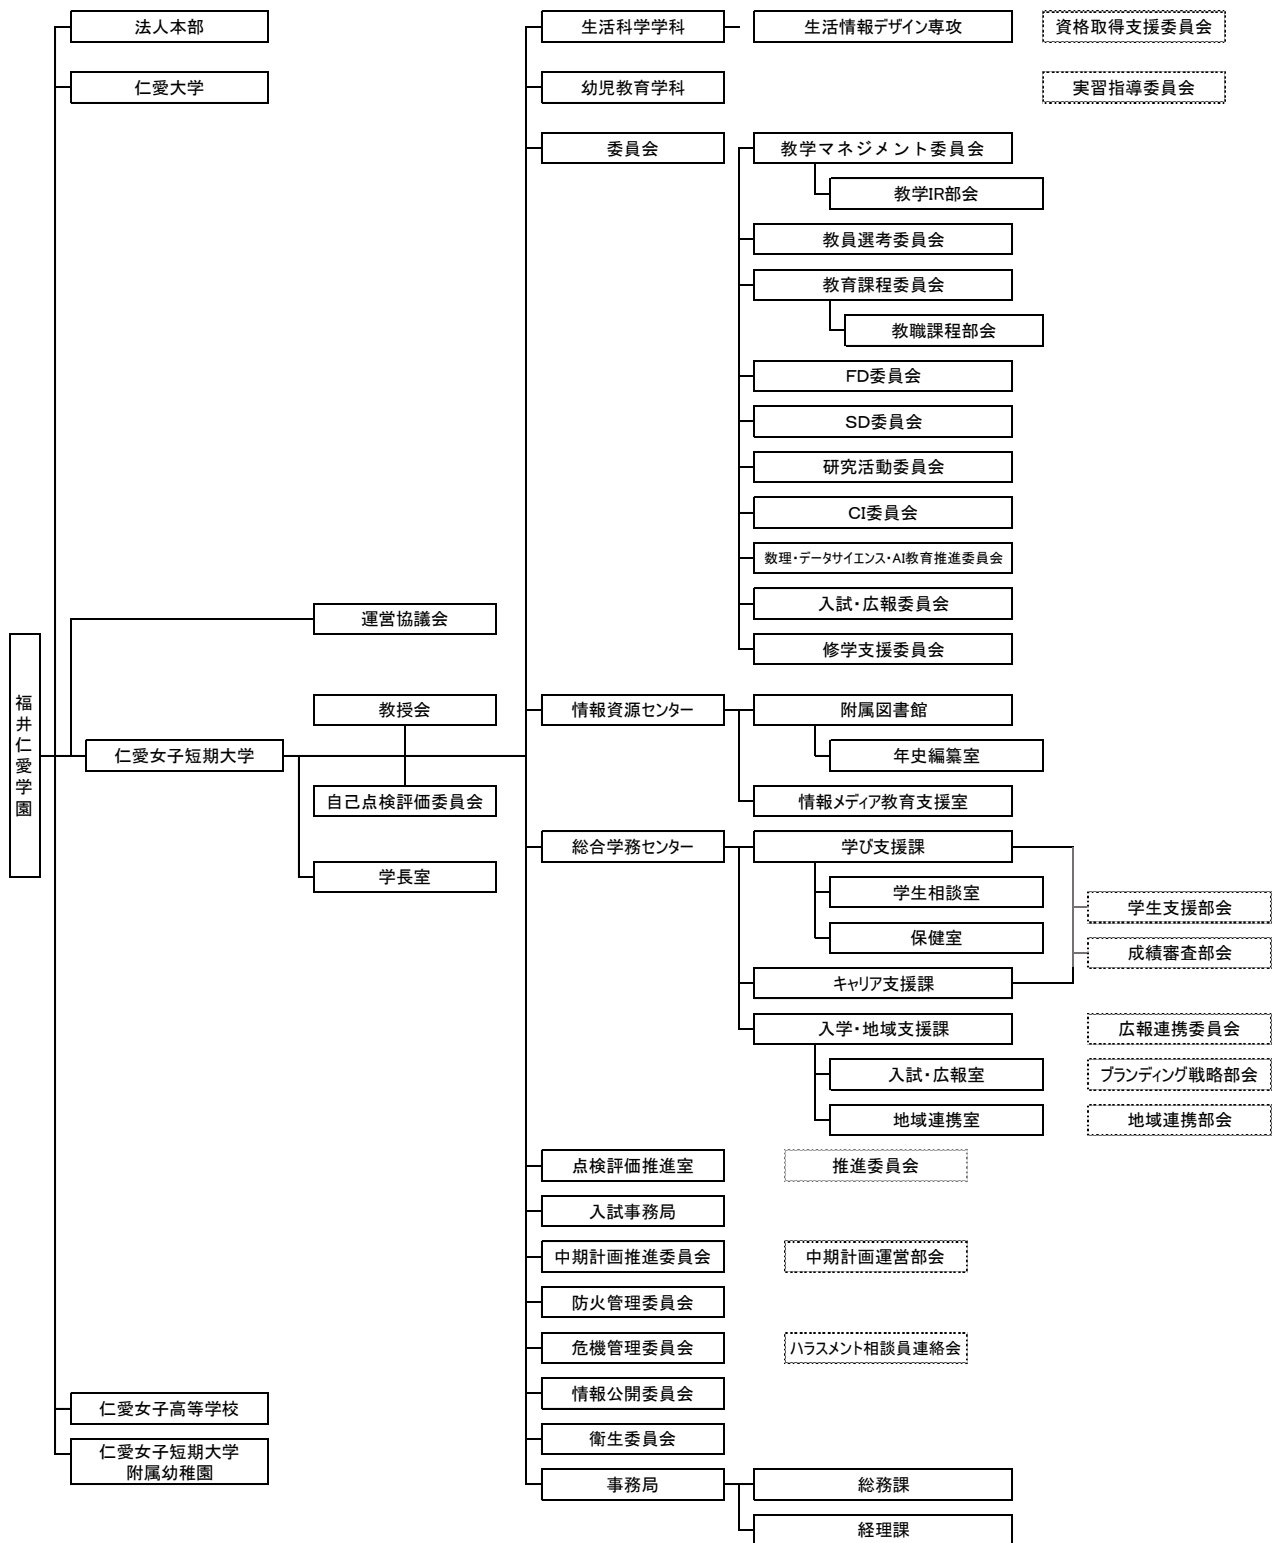 法人本部
生活科学学科
生活情報デザイン専攻
資格取得支援委員会
仁愛大学
幼児教育学科
実習指導委員会
委員会
教学マネジメント委員会
教学IR部会
教員選考委員会
教育課程委員会
教職課程部会
FD委員会
SD委員会
研究活動委員会
CI委員会
数理・データサイエンス・AI教育推進委員会
入試・広報委員会
運営協議会
修学支援委員会
福井仁愛学園
教授会
情報資源センター
附属図書館
仁愛女子短期大学
年史編纂室
自己点検評価委員会
情報メディア教育支援室
総合学務センター
学び支援課
学長室
学生相談室
学生支援部会
保健室
成績審査部会
キャリア支援課
入学・地域支援課
広報連携委員会
入試・広報室
ブランディング戦略部会
地域連携室
地域連携部会
点検評価推進室
推進委員会
入試事務局
中期計画推進委員会
中期計画運営部会
防火管理委員会
危機管理委員会
ハラスメント相談員連絡会
情報公開委員会
仁愛女子高等学校
衛生委員会
仁愛女子短期大学
附属幼稚園
事務局
総務課
経理課